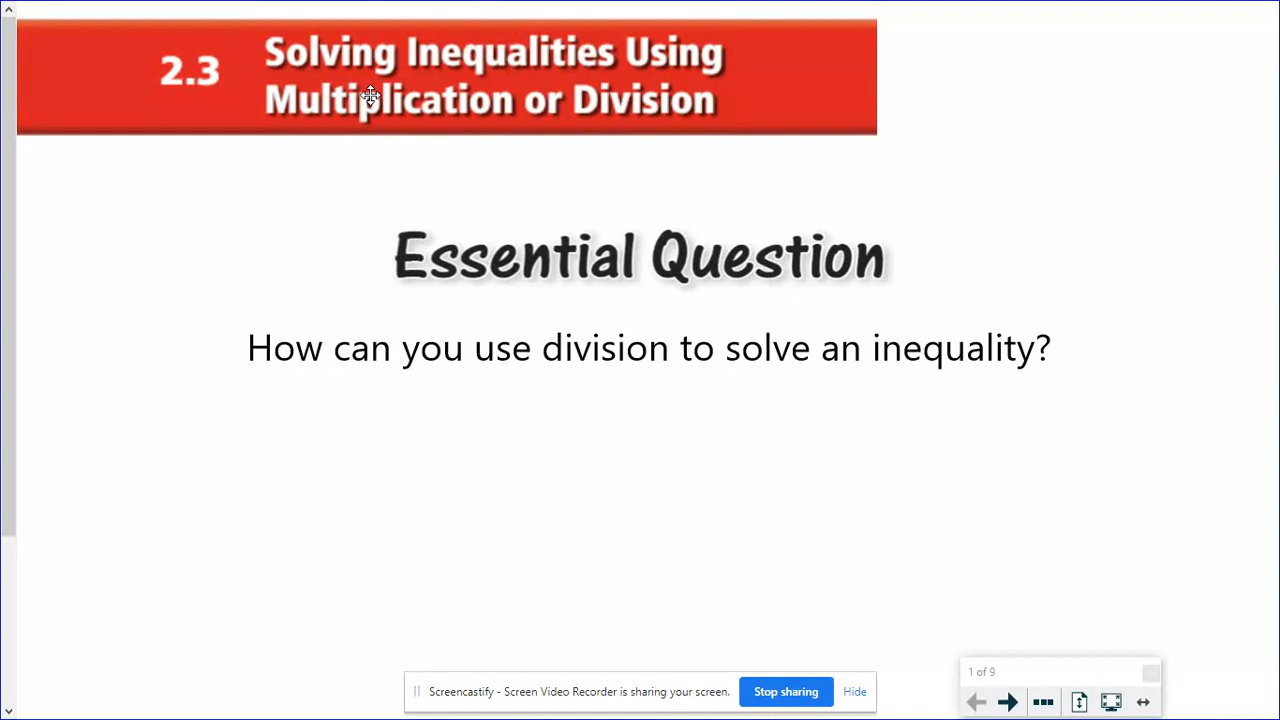 2.3 Solving Inequalities Using
Multiplication or Division
Essential Question
How can you use division to solve an inequality?
Screencastify - Screen Video Recorder is sharing your screen. Stop sharing Hide
1 of 9